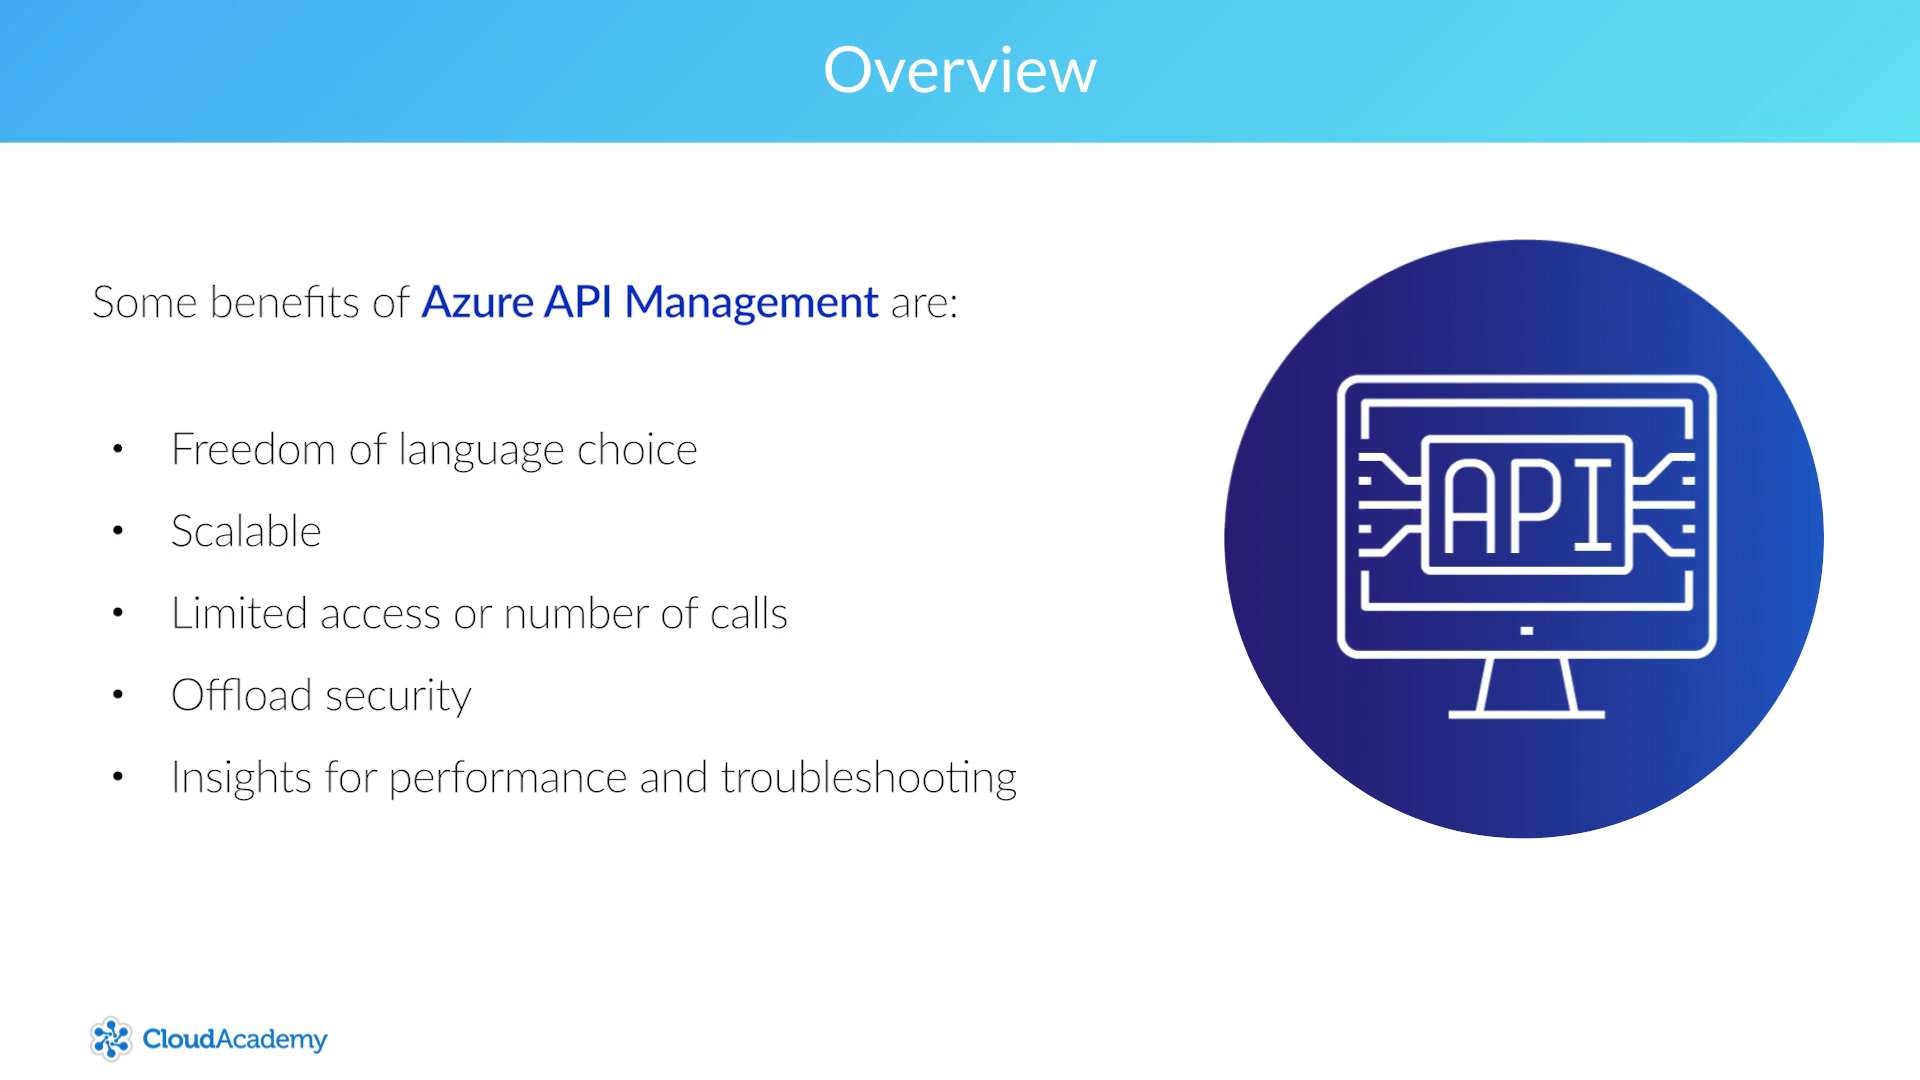 Overview
Some benefits of Azure API Management are:
• Freedom of language choice
• Scalable
• Limited access or number of calls
• Offload security
• Insights for performance and troubleshooting
API
CloudAcademy